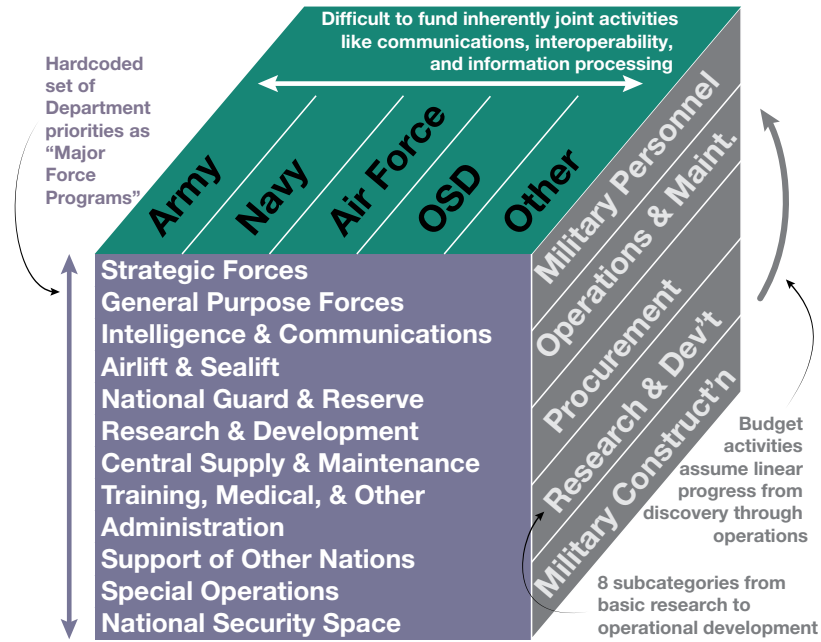 Difficult to fund inherently joint activities
like communications, interoperability,
and information processing
Hardcoded
set of
Department
priorities as
“Major
Force
Programs”
Army
Navy
Air Force
OSD
Other
Military Personnel
Operations & Maint.
Procurement
Research & Dev't
Military Construct'n
Strategic Forces
General Purpose Forces
Intelligence & Communications
Airlift & Sealift
National Guard & Reserve
Research & Development
Central Supply & Maintenance
Training, Medical, & Other
Administration
Support of Other Nations
Special Operations
National Security Space
Budget
activities
assume linear
progress from
discovery through
operations
8 subcategories from
basic research to
operational development